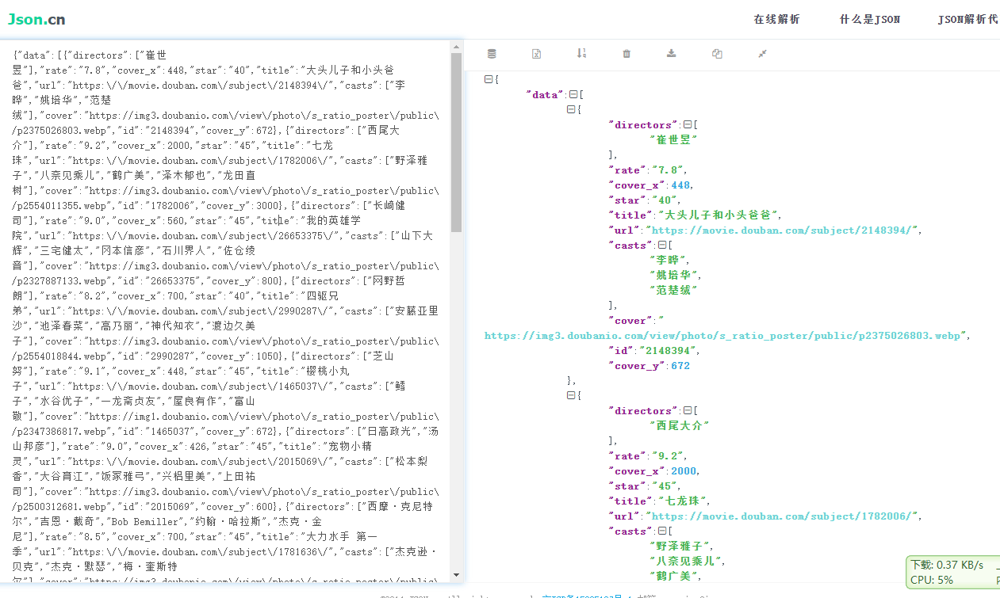 Json.cn
在线解析 什么是JSON JSON解析代
{"data":[{"directors":["崔世
昱"],"rate":"7.8","cover_x":448,"star":"40","title":"大头儿子和小头爸
爸","url":"https:\/\/movie.douban.com\/subject\/2148394\/","casts":["李
晔","姚培华","范楚
绒"],"cover":"https://img3.doubanio.com\/view\/photo\/s_ratio_poster\/public\
/p2375026803.webp","id":"2148394","cover_y":672},{"directors":["西尾大
介"],"rate":"9.2","cover_x":2000,"star":"45","title":"七龙
珠","url":"https:\/\/movie.douban.com\/subject\/1782006\/","casts":["野泽雅
子","八奈见乘儿","鹤广美","泽木郁也","龙田直
树"],"cover":"https://img3.doubanio.com\/view\/photo\/s_ratio_poster\/public\
/p2554011355.webp","id":"1782006","cover_y":3000},{"directors":["长崎健
司"],"rate":"9.0","cover_x":560,"star":"45","title":"我的英雄学
院","url":"https:\/\/movie.douban.com\/subject\/26653375\/","casts":["山下大
辉","三宅健太","冈本信彦","石川界人","佐仓绫
音"],"cover":"https://img3.doubanio.com\/view\/photo\/s_ratio_poster\/public\
/p2327887133.webp","id":"26653375","cover_y":800},{"directors":["网野哲
朗"],"rate":"8.2","cover_x":700,"star":"40","title":"四驱兄
弟","url":"https:\/\/movie.douban.com\/subject\/2990287\/","casts":["安藤亚里
沙","池泽春菜","高乃丽","神代知衣","渡边久美
子"],"cover":"https://img3.doubanio.com\/view\/photo\/s_ratio_poster\/public\
/p2554018844.webp","id":"2990287","cover_y":1050},{"directors":["芝山
努"],"rate":"9.1","cover_x":448,"star":"45","title":"樱桃小丸
子","url":"https:\/\/movie.douban.com\/subject\/1465037\/","casts":["鳕
子","水谷优子","一龙斋贞友","屋良有作","富山
敬"],"cover":"https://img1.doubanio.com\/view\/photo\/s_ratio_poster\/public\
/p2347386817.webp","id":"1465037","cover_y":672},{"directors":["日高政光","汤
山邦彦"],"rate":"9.0","cover_x":426,"star":"45","title":"宠物小精
灵","url":"https:\/\/movie.douban.com\/subject\/2015069\/","casts":["松本梨
香","大谷育江","饭冢雅弓","兴梠里美","上田祐
司"],"cover":"https://img3.doubanio.com\/view\/photo\/s_ratio_poster\/public\
/p2500312681.webp","id":"2015069","cover_y":600},{"directors":["西摩·克尼特
尔","吉恩·戴奇","Bob Bemiller","约翰·哈拉斯","杰克·金
尼"],"rate":"8.5","cover_x":700,"star":"45","title":"大力水手 第一
季","url":"https:\/\/movie.douban.com\/subject\/1781636\/","casts":["杰克逊·
贝克","杰克·默瑟","梅·奎斯特
{
"data":[
{
"directors":[
"崔世昱"
],
"rate":"7.8",
"cover_x":448,
"star":"40",
"title":"大头儿子和小头爸爸",
"url":"https://movie.douban.com/subject/2148394/",
"casts":[
"李晔",
"姚培华",
"范楚绒"
],
"cover":"
https://img3.doubanio.com/view/photo/s_ratio_poster/public/p2375026803.webp",
"id":"2148394",
"cover_y":672
},
{
"directors":[
"西尾大介"
],
"rate":"9.2",
"cover_x":2000,
"star":"45",
"title":"七龙珠",
"url":"https://movie.douban.com/subject/1782006/",
"casts":[
"野泽雅子",
"八奈见乘儿",
"鹤广美",
下载: 0.37 KB/s
CPU: 5%